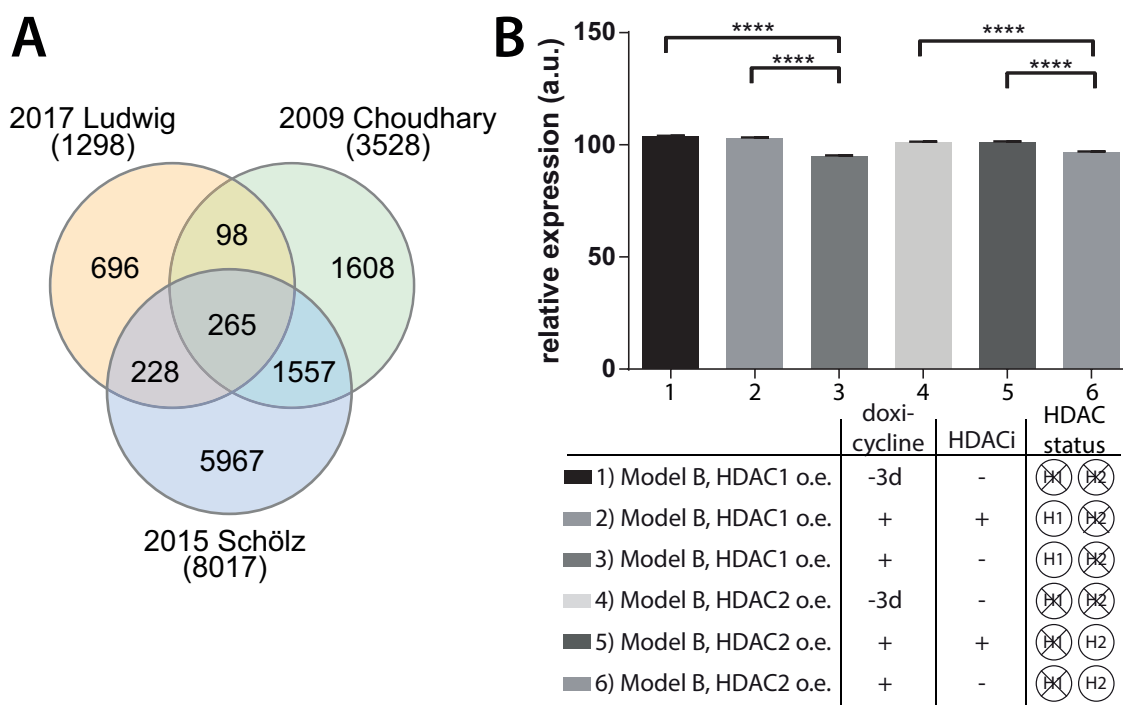 A
2017 Ludwig
(1298)
2009 Choudhary
(3528)
98
696
1608
265
228
1557
5967
2015 Schölz
(8017)
B
relative expression (a.u.)
150
100
50
0
****
****
****
****
1 2 3 4 5 6
doxi-
cycline
HDACi
HDAC
status
1) Model B, HDAC1 o.e. -3d - H1 H2
2) Model B, HDAC1 o.e. + + H1 H2
3) Model B, HDAC1 o.e. + - H1 H2
4) Model B, HDAC2 o.e. -3d - H1 H2
5) Model B, HDAC2 o.e. + + H1 H2
6) Model B, HDAC2 o.e. + - H1 H2